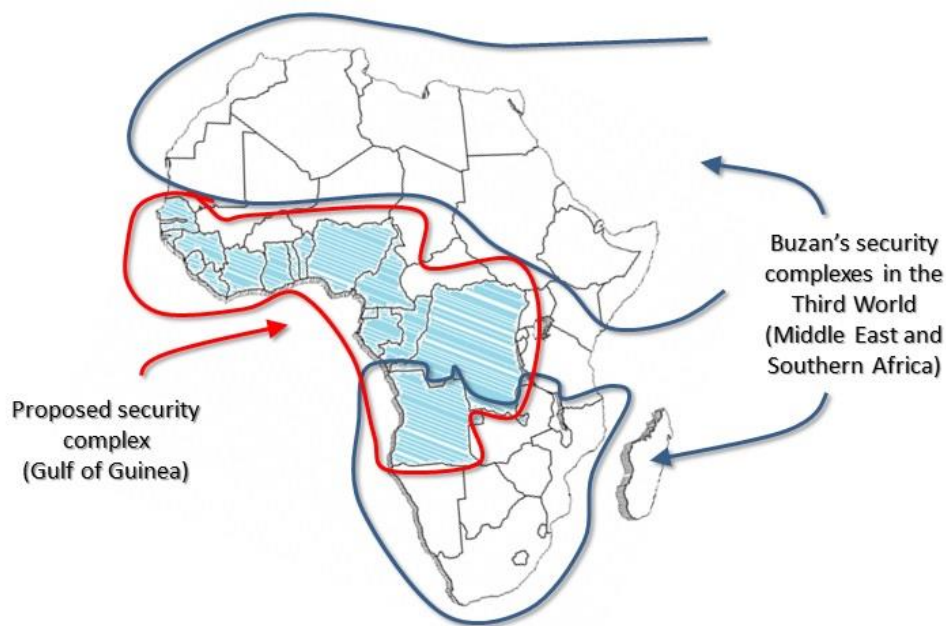 Buzan's security
complexes in the
Third World
(Middle East and
Southern Africa)
Proposed security
complex
(Gulf of Guinea)